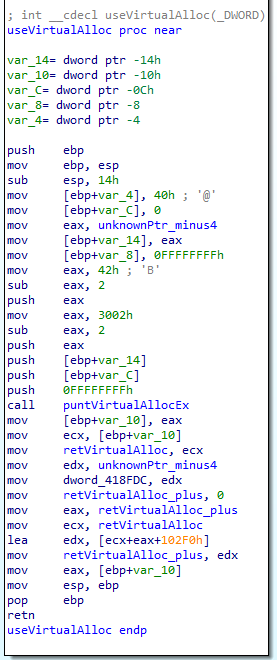 ; int __cdecl useVirtualAlloc(_DWORD)
useVirtualAlloc proc near
var_14= dword ptr -14h
var_10= dword ptr -10h
var_C= dword ptr -0Ch
var_8= dword ptr -8
var_4= dword ptr -4
push ebp
mov ebp, esp
sub esp, 14h
mov [ebp+var_4], 40h ; '@'
mov [ebp+var_C], 0
mov eax, unknownPtr_minus4
mov [ebp+var_14], eax
mov [ebp+var_8], 0FFFFFFFFh
mov eax, 42h ; 'B'
sub eax, 2
push eax
mov eax, 3002h
sub eax, 2
push eax
push [ebp+var_14]
push [ebp+var_C]
push 0FFFFFFFFh
call puntVirtualAllocEx
mov [ebp+var_10], eax
mov ecx, [ebp+var_10]
mov retVirtualAlloc, ecx
mov edx, unknownPtr_minus4
mov dword_418FDC, edx
mov retVirtualAlloc_plus, 0
mov eax, retVirtualAlloc_plus
mov ecx, retVirtualAlloc
lea edx, [ecx+eax+102F0h]
mov retVirtualAlloc_plus, edx
mov eax, [ebp+var_10]
mov esp, ebp
pop ebp
retn
useVirtualAlloc endp